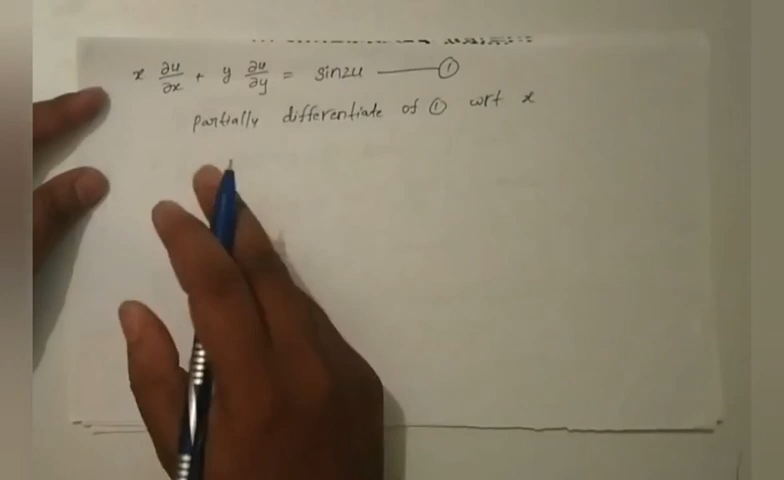 x ∂u/∂x + y ∂u/∂y = sin2u —— ①
partially differentiate of ① wrt x